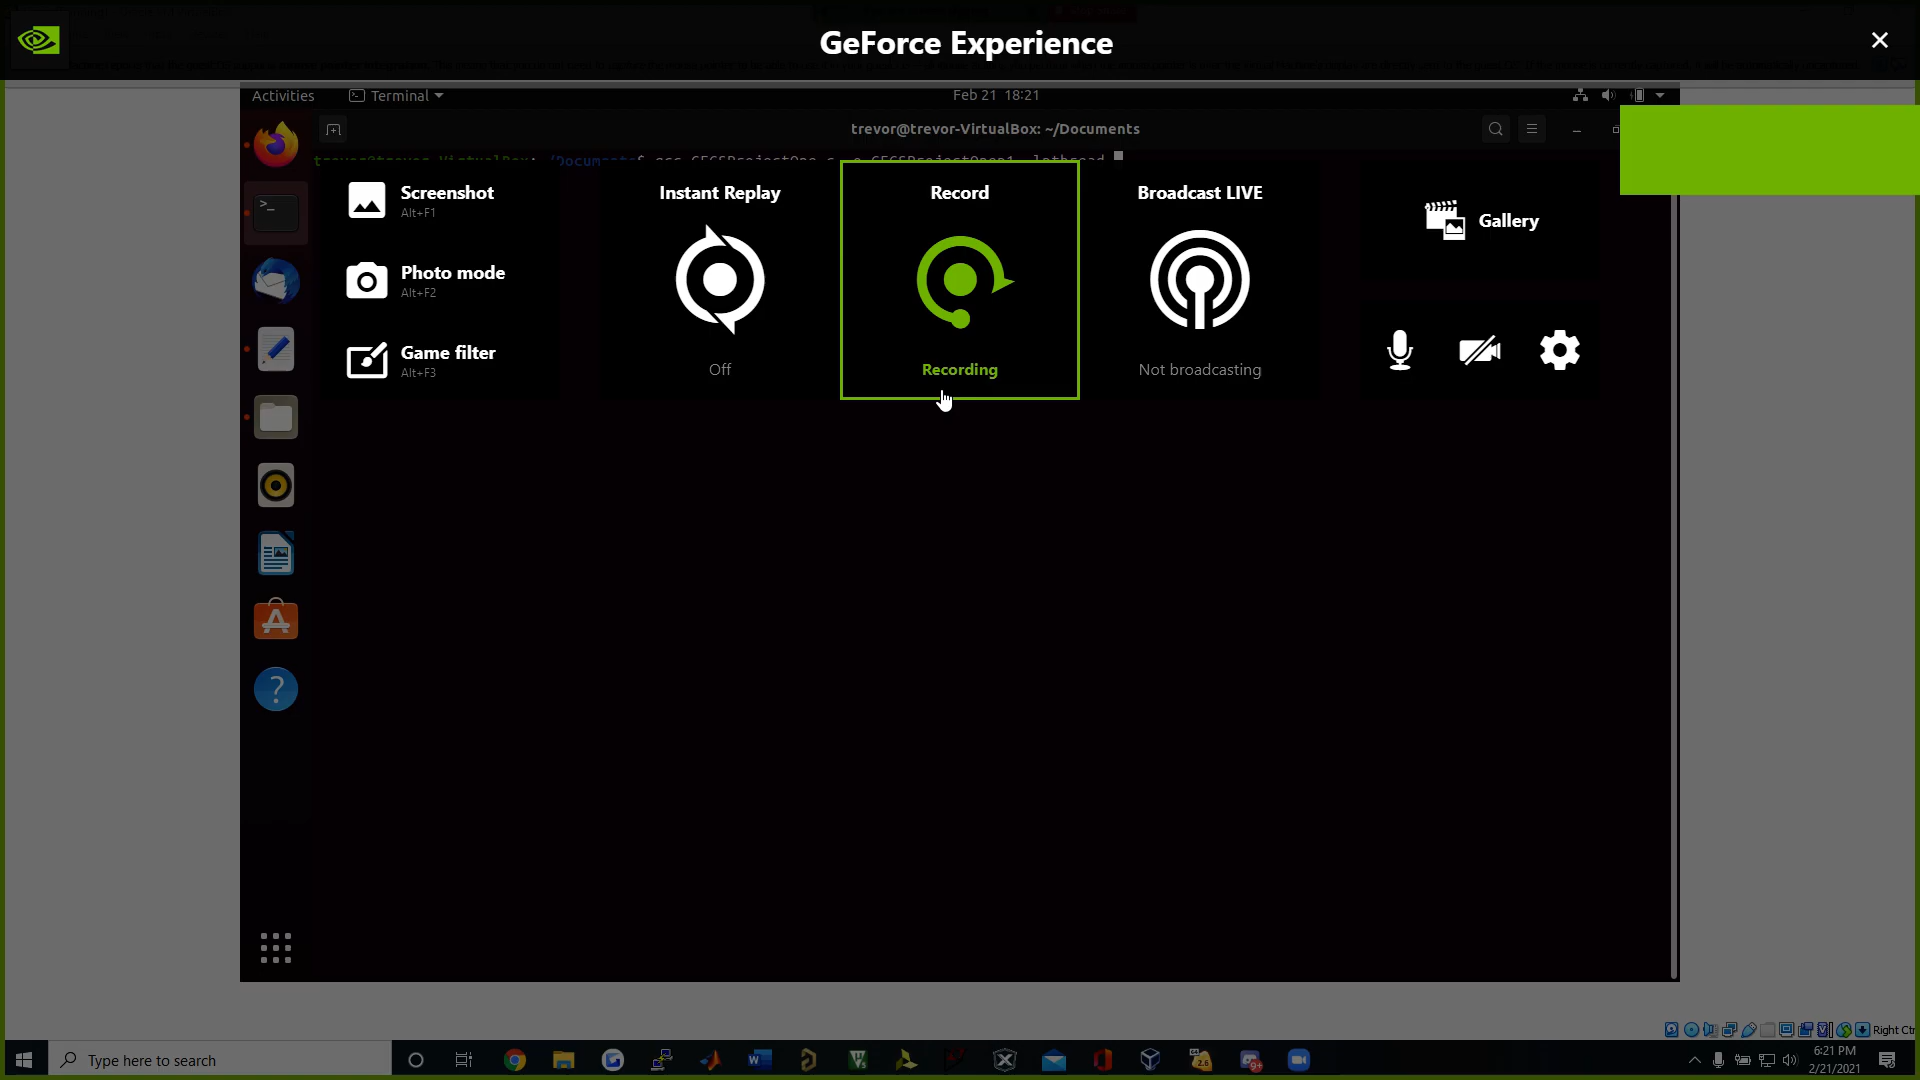 GeForce Experience
Activities
Terminal
Feb 21 18:21
trevor@trevor-VirtualBox: ~/Documents
Screenshot
Alt+F1
Photo mode
Alt+F2
Game filter
Alt+F3
Instant Replay
Off
Record
Recording
Broadcast LIVE
Not broadcasting
Gallery
Right Ctr
Type here to search
6:21 PM
2/21/2021